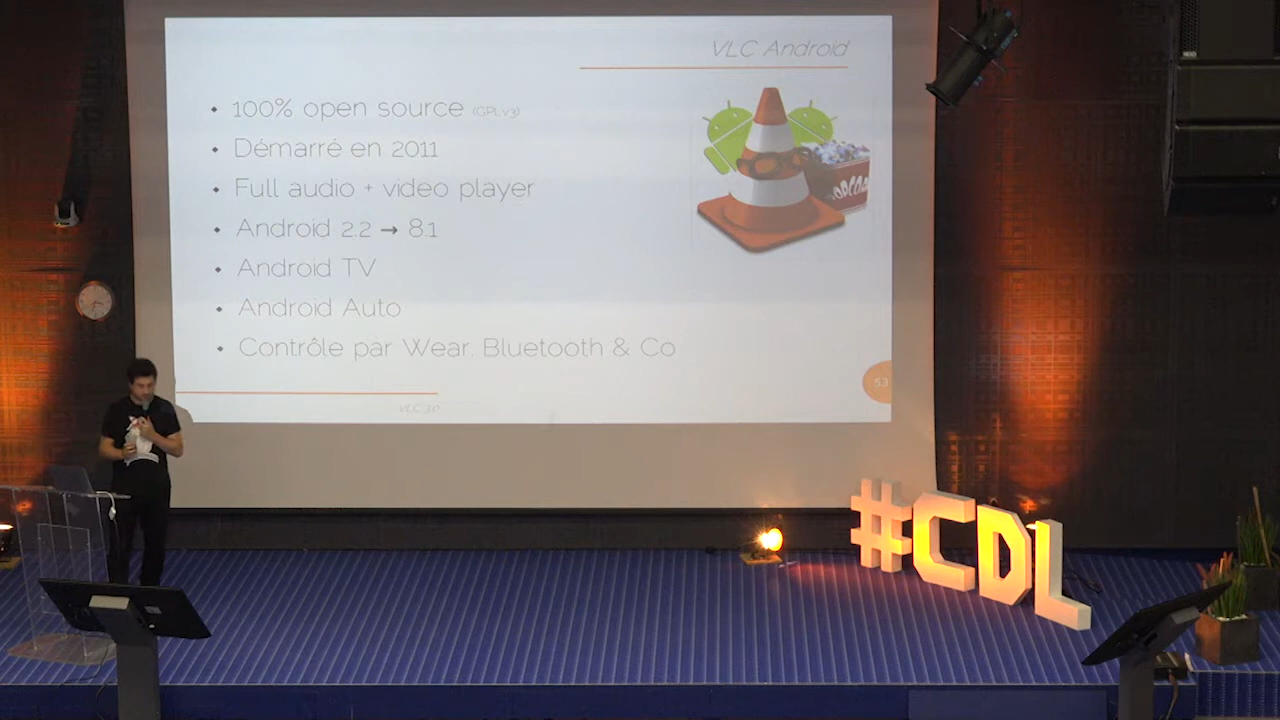 VLC Android
100% open source (GPLv3)
Démarré en 2011
Full audio + video player
Android 2.2 → 8.1
Android TV
Android Auto
Contrôle par Wear, Bluetooth & Co
53
VLC 3.0
#CDL